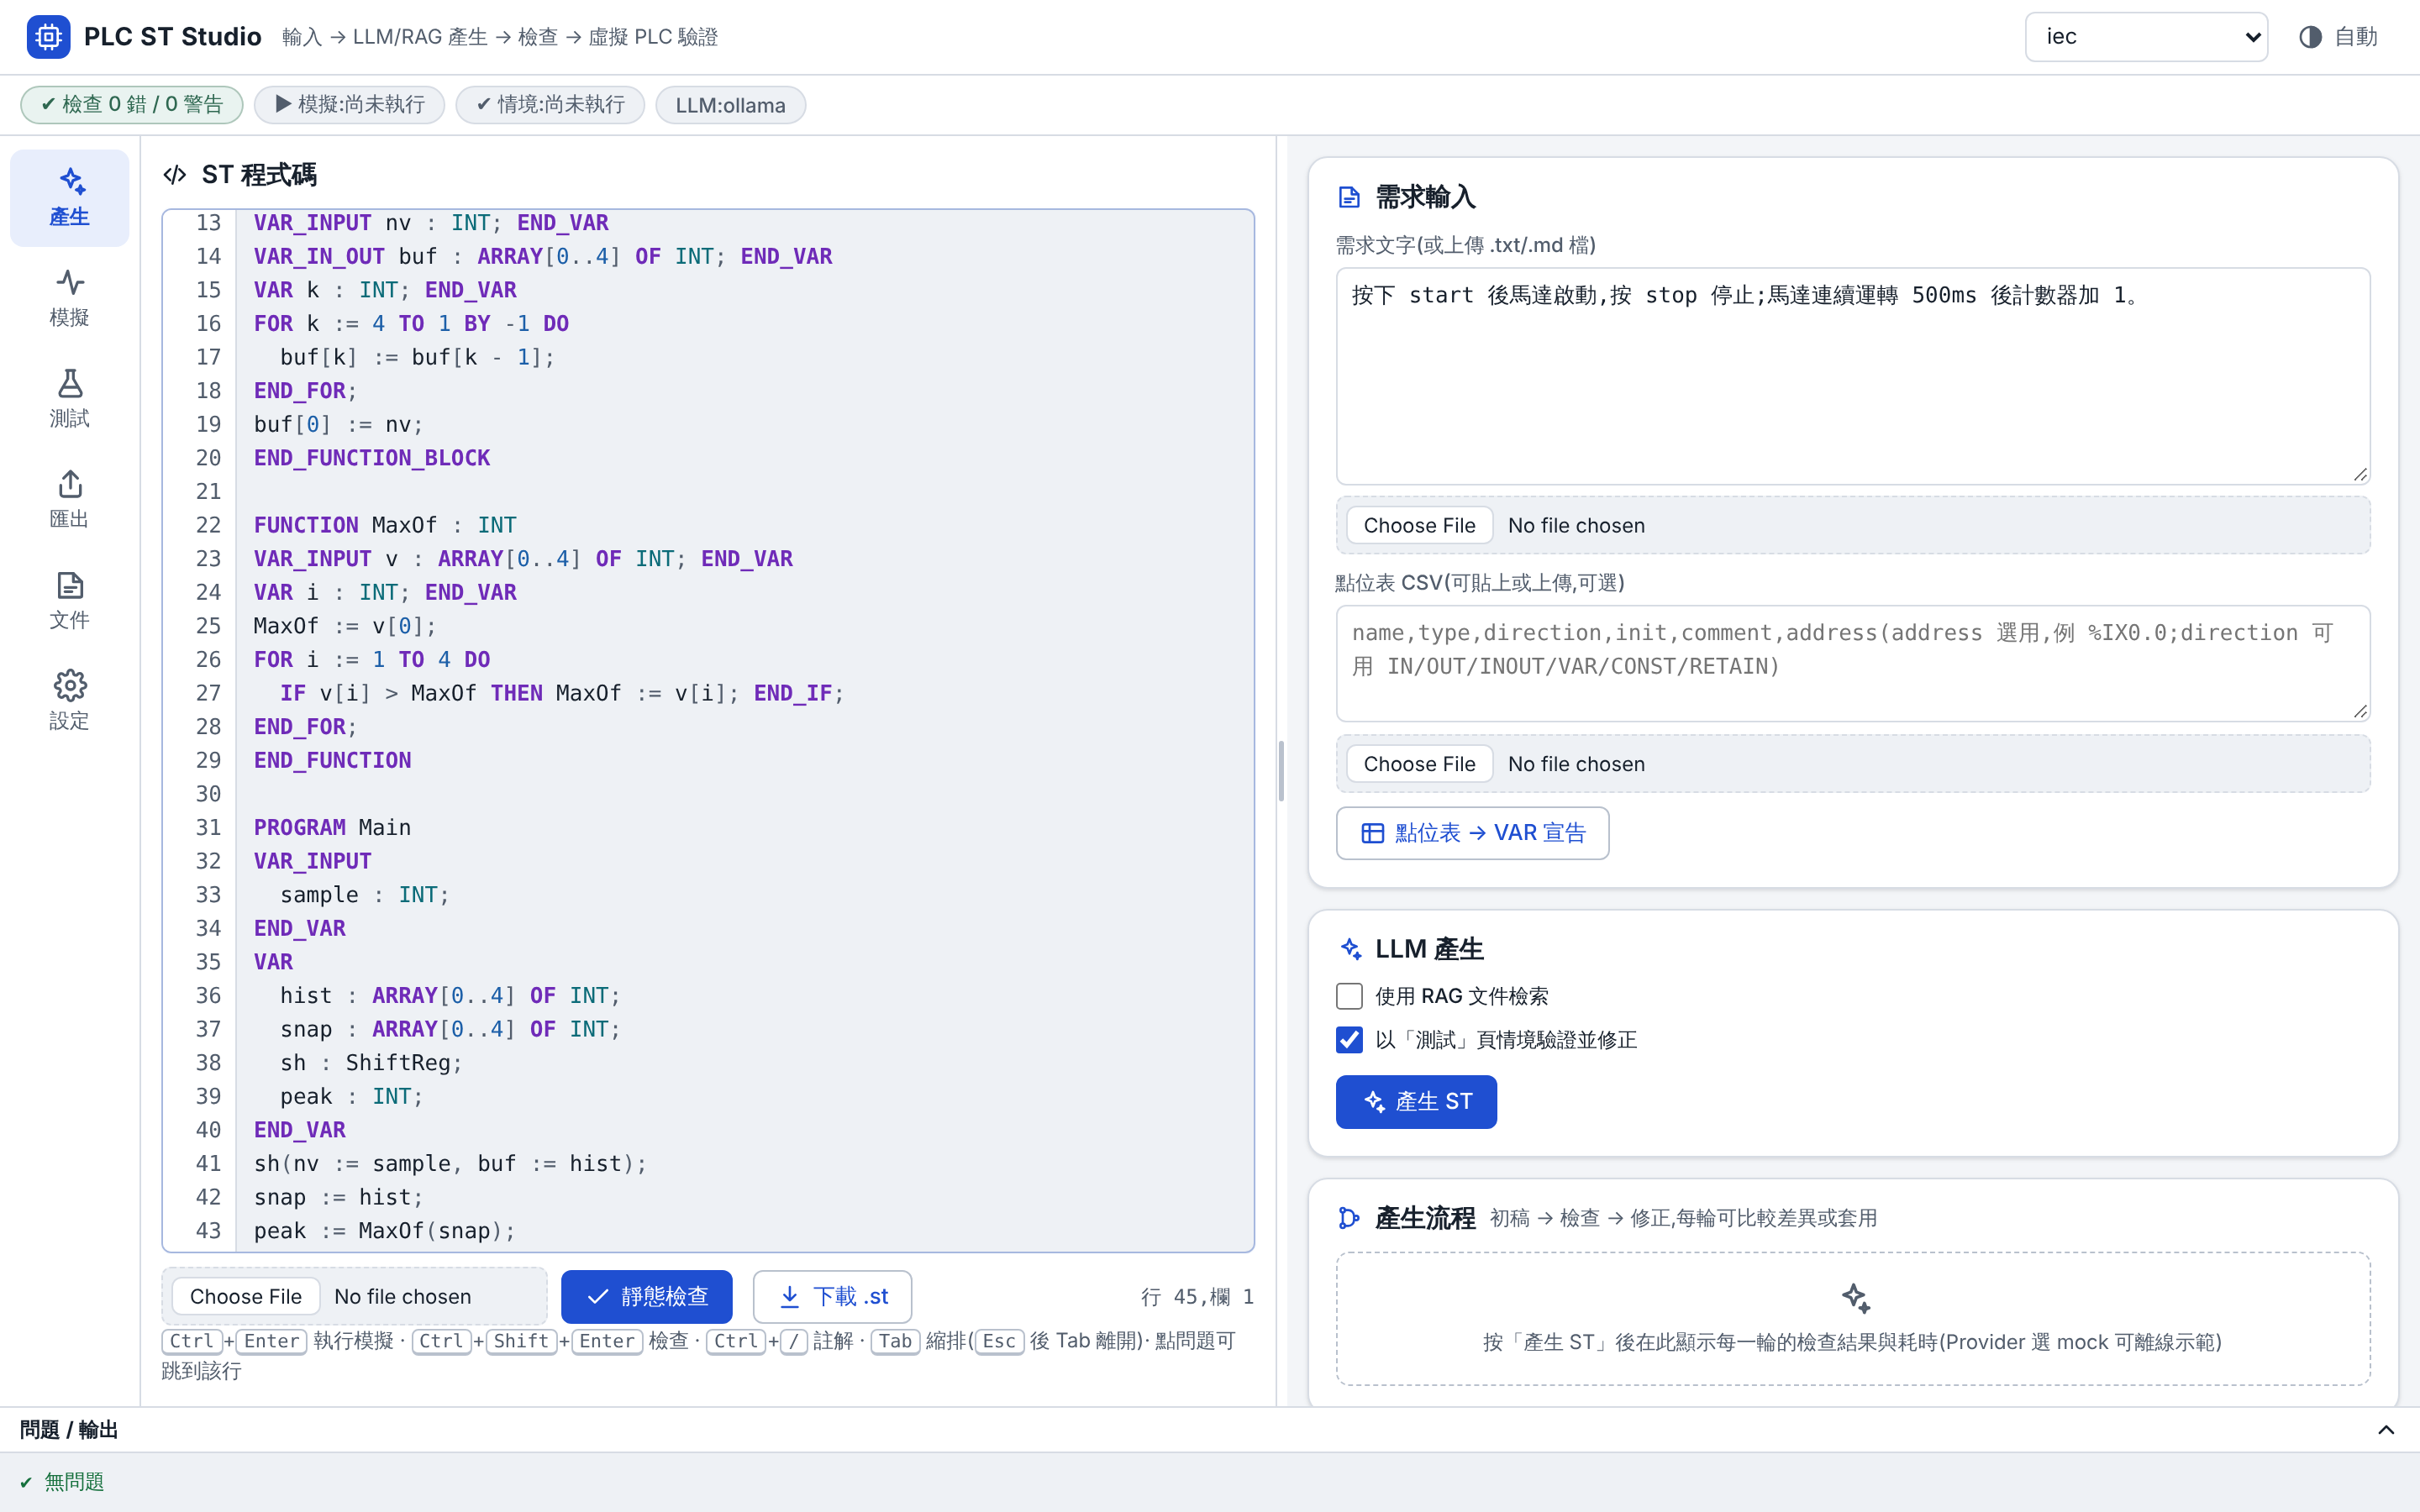 PLC ST Studio 輸入 → LLM/RAG 產生 → 檢查 → 虛擬 PLC 驗證 iec 自動
✔ 檢查 0 錯 / 0 警告 ▶ 模擬:尚未執行 ✔ 情境:尚未執行 LLM:ollama
產生
模擬
測試
匯出
文件
設定
ST 程式碼
13 VAR_INPUT nv : INT; END_VAR
14 VAR_IN_OUT buf : ARRAY[0..4] OF INT; END_VAR
15 VAR k : INT; END_VAR
16 FOR k := 4 TO 1 BY -1 DO
17   buf[k] := buf[k - 1];
18 END_FOR;
19 buf[0] := nv;
20 END_FUNCTION_BLOCK
21
22 FUNCTION MaxOf : INT
23 VAR_INPUT v : ARRAY[0..4] OF INT; END_VAR
24 VAR i : INT; END_VAR
25 MaxOf := v[0];
26 FOR i := 1 TO 4 DO
27   IF v[i] > MaxOf THEN MaxOf := v[i]; END_IF;
28 END_FOR;
29 END_FUNCTION
30
31 PROGRAM Main
32 VAR_INPUT
33   sample : INT;
34 END_VAR
35 VAR
36   hist : ARRAY[0..4] OF INT;
37   snap : ARRAY[0..4] OF INT;
38   sh : ShiftReg;
39   peak : INT;
40 END_VAR
41 sh(nv := sample, buf := hist);
42 snap := hist;
43 peak := MaxOf(snap);
Choose File No file chosen 靜態檢查 下載 .st 行 45,欄 1
Ctrl+Enter 執行模擬 · Ctrl+Shift+Enter 檢查 · Ctrl+/ 註解 · Tab 縮排(Esc 後 Tab 離開)· 點問題可
跳到該行
需求輸入
需求文字(或上傳 .txt/.md 檔)
按下 start 後馬達啟動,按 stop 停止;馬達連續運轉 500ms 後計數器加 1。
Choose File No file chosen
點位表 CSV(可貼上或上傳,可選)
name,type,direction,init,comment,address(address 選用,例 %IX0.0;direction 可
用 IN/OUT/INOUT/VAR/CONST/RETAIN)
Choose File No file chosen
點位表 → VAR 宣告
LLM 產生
使用 RAG 文件檢索
以「測試」頁情境驗證並修正
產生 ST
產生流程 初稿 → 檢查 → 修正,每輪可比較差異或套用
按「產生 ST」後在此顯示每一輪的檢查結果與耗時(Provider 選 mock 可離線示範)
問題 / 輸出
✔ 無問題